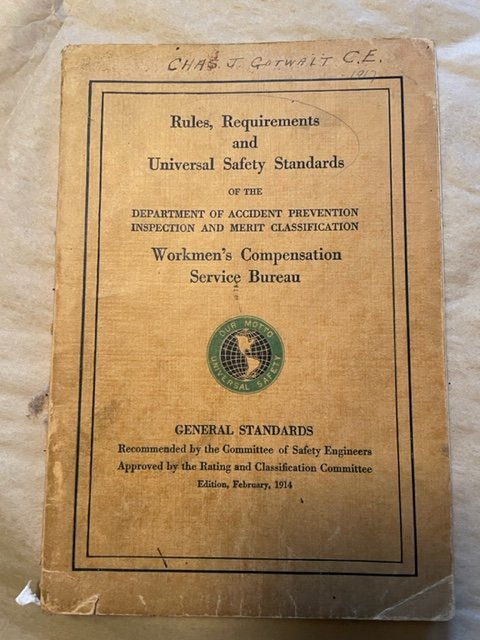 CHAS. J. GOTWALT C.E.
1917
Rules, Requirements
and
Universal Safety Standards
OF THE
DEPARTMENT OF ACCIDENT PREVENTION
INSPECTION AND MERIT CLASSIFICATION
Workmen's Compensation
Service Bureau
OUR MOTTO
UNIVERSAL SAFETY
GENERAL STANDARDS
Recommended by the Committee of Safety Engineers
Approved by the Rating and Classification Committee
Edition, February, 1914